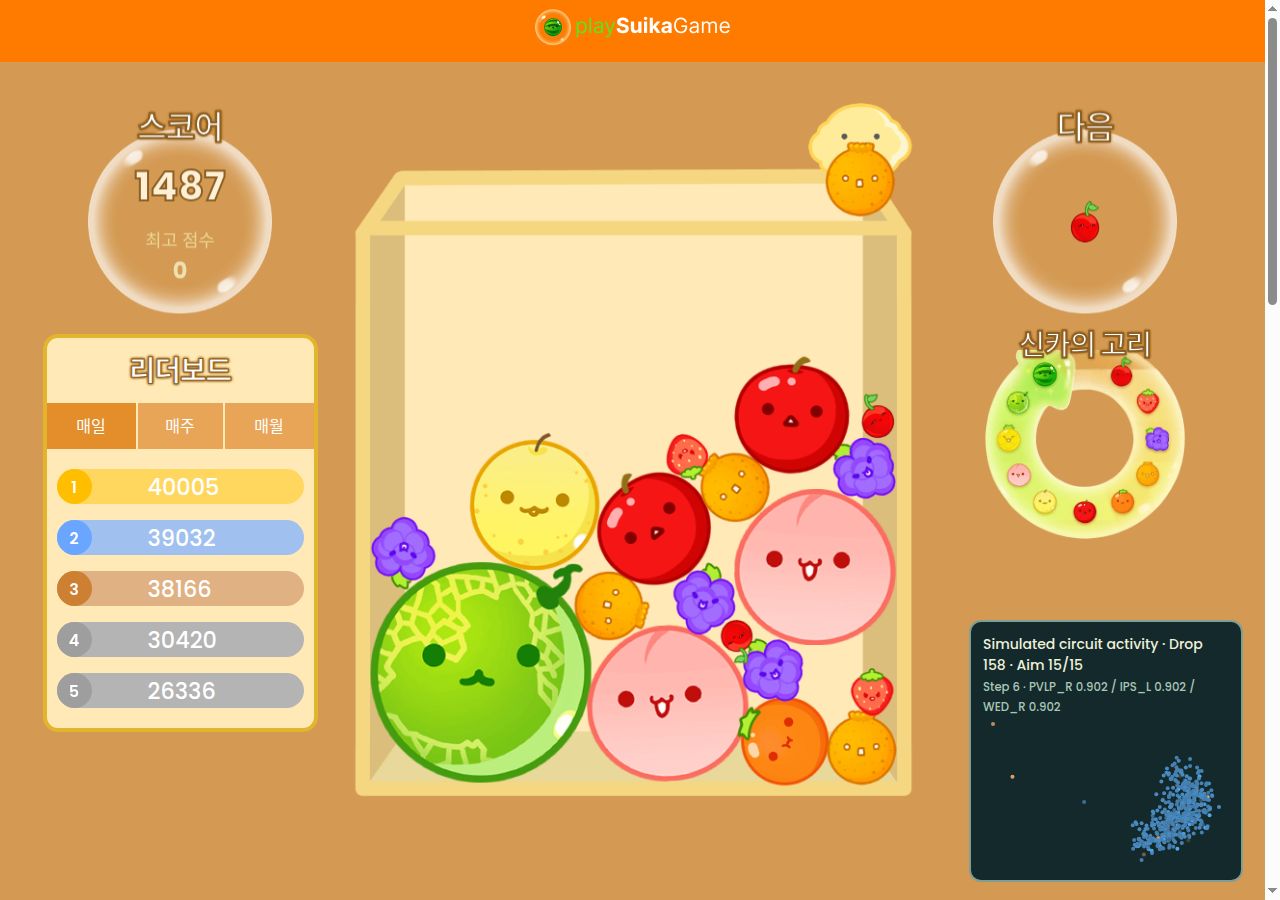 playSuikaGame
스코어
1487
최고 점수
0
리더보드
매일 매주 매월
1 40005
2 39032
3 38166
4 30420
5 26336
다음
신카의 고리
Simulated circuit activity · Drop
158 · Aim 15/15
Step 6 · PVLP_R 0.902 / IPS_L 0.902 /
WED_R 0.902